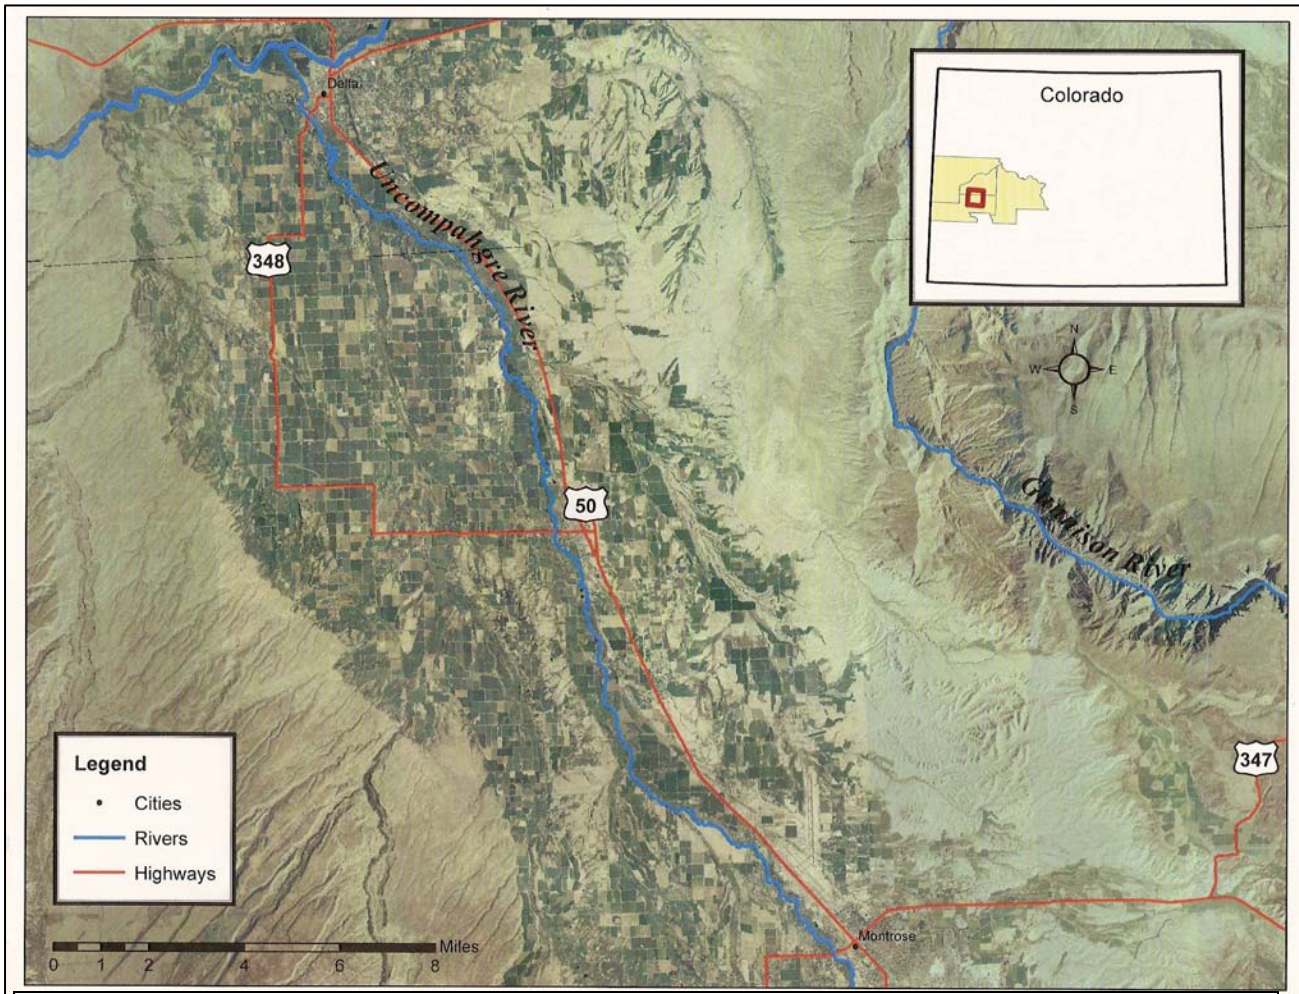 Delta
Colorado
Uncompahgre River
348
N
W E
S
50
Gunnison River
Legend
Cities
Rivers
Highways
347
Montrose
Miles
0 1 2 4 6 8